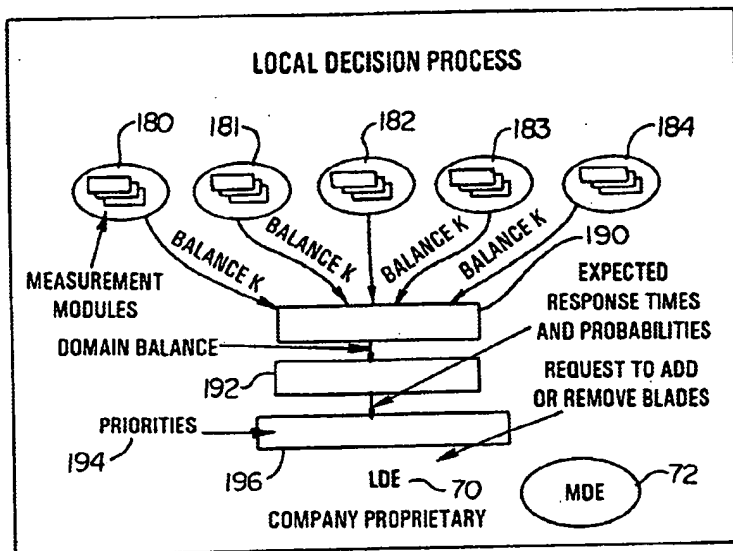 LOCAL DECISION PROCESS
180
181
182
183
184
BALANCE K
BALANCE K
BALANCE K
BALANCE K
190
MEASUREMENT
MODULES
EXPECTED
RESPONSE TIMES
AND PROBABILITIES
DOMAIN BALANCE
192
REQUEST TO ADD
OR REMOVE BLADES
PRIORITIES
194
196
LDE
70
MDE
72
COMPANY PROPRIETARY